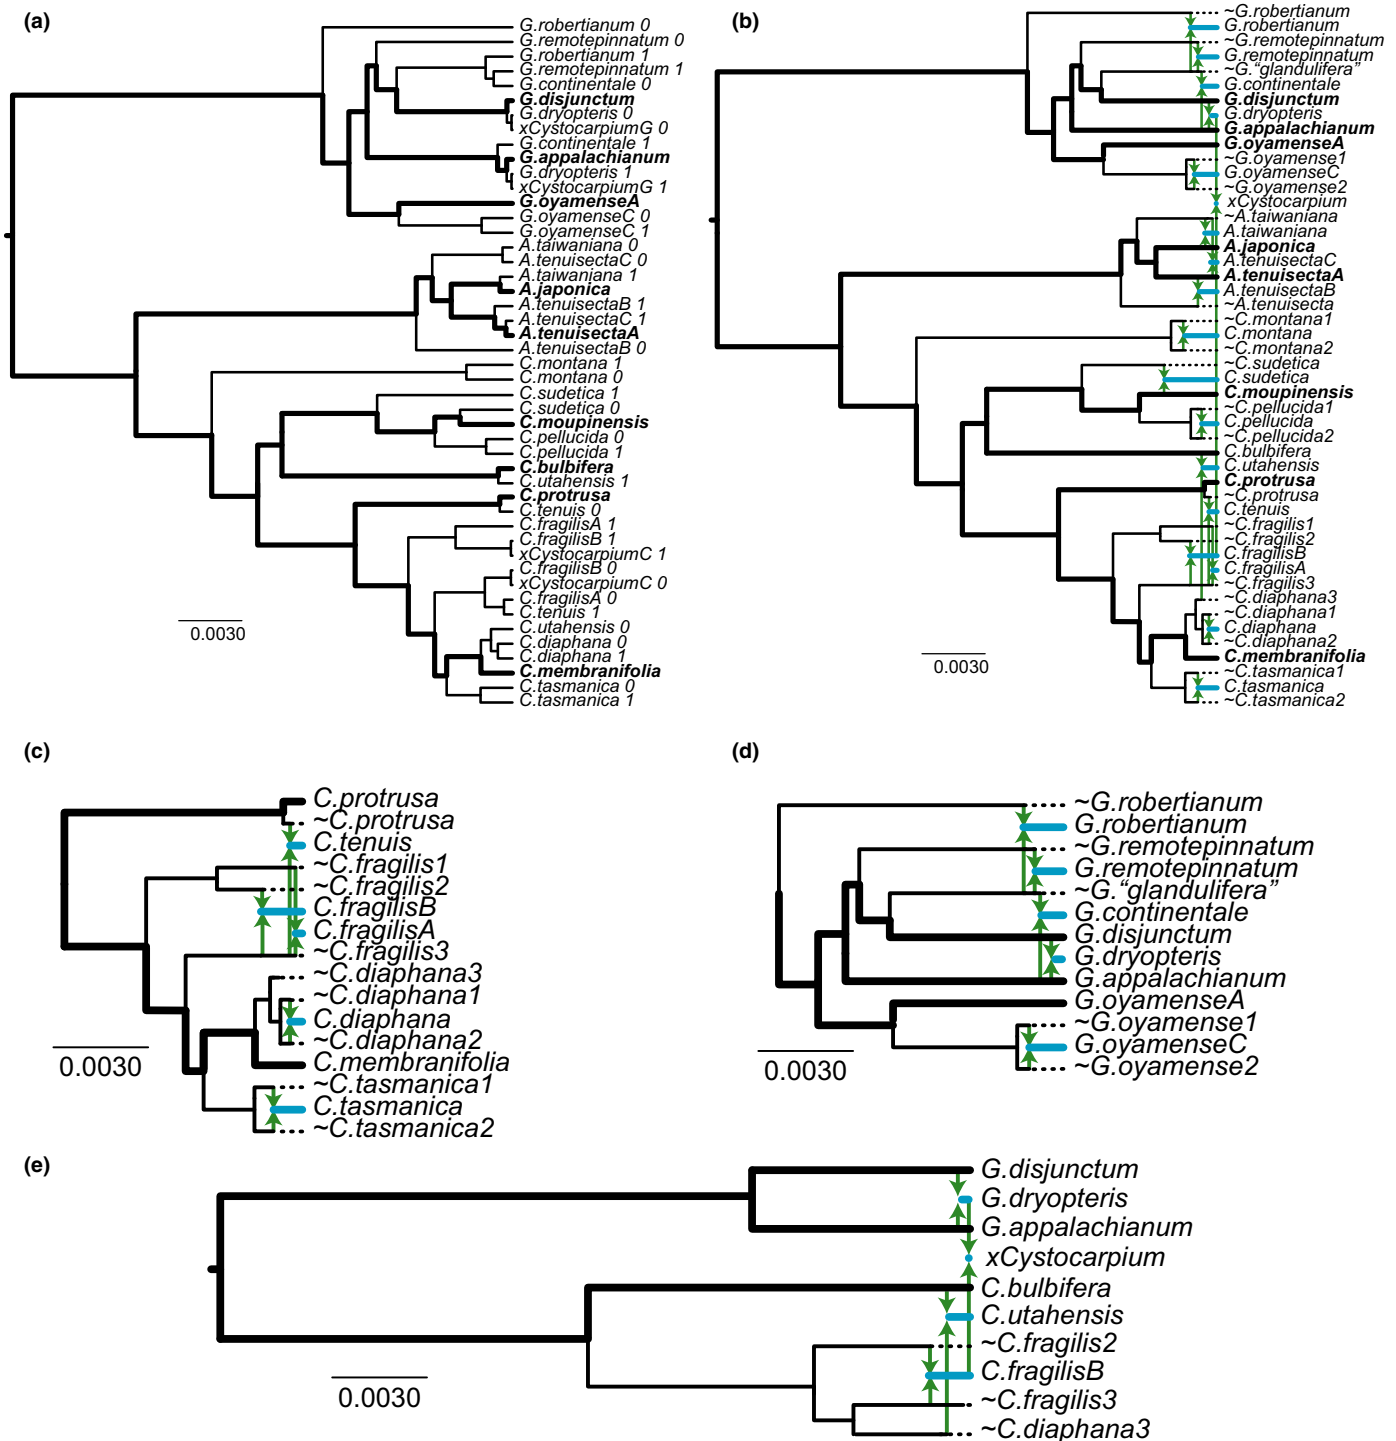 (a)
G.robertianum 0
G.remotepinnatum 0
G.robertianum 1
G.remotepinnatum 1
G.continentale 0
G.disjunctum
G.dryopteris 0
xCystocarpiumG 0
G.continentale 1
G.appalachianum
G.dryopteris 1
xCystocarpiumG 1
G.oyamenseA
G.oyamenseC 0
G.oyamenseC 1
A.taiwaniana 0
A.tenuisectaC 0
A.taiwaniana 1
A.japonica
A.tenuisectaB 1
A.tenuisectaC 1
A.tenuisectaA
A.tenuisectaB 0
C.montana 1
C.montana 0
C.sudetica 1
C.sudetica 0
C.moupinensis
C.pellucida 0
C.pellucida 1
C.bulbifera
C.utahensis 1
C.protrusa
C.tenuis 0
C.fragilisA 1
C.fragilisB 1
xCystocarpiumC 1
C.fragilisB 0
xCystocarpiumC 0
C.fragilisA 0
C.tenuis 1
C.utahensis 0
C.diaphana 0
C.diaphana 1
C.membranifolia
C.tasmanica 0
C.tasmanica 1
0.0030
(b)
~G.robertianum
G.robertianum
~G.remotepinnatum
G.remotepinnatum
~G.“glandulifera”
G.continentale
G.disjunctum
G.dryopteris
G.appalachianum
G.oyamenseA
~G.oyamense1
G.oyamenseC
~G.oyamense2
xCystocarpium
~A.taiwaniana
A.taiwaniana
A.japonica
A.tenuisectaC
A.tenuisectaA
A.tenuisectaB
~A.tenuisecta
~C.montana1
C.montana
~C.montana2
~C.sudetica
C.sudetica
C.moupinensis
~C.pellucida1
C.pellucida
~C.pellucida2
C.bulbifera
C.utahensis
C.protrusa
~C.protrusa
C.tenuis
~C.fragilis1
~C.fragilis2
C.fragilisB
C.fragilisA
~C.fragilis3
~C.diaphana3
~C.diaphana1
C.diaphana
~C.diaphana2
C.membranifolia
~C.tasmanica1
C.tasmanica
~C.tasmanica2
0.0030
(c)
C.protrusa
~C.protrusa
C.tenuis
~C.fragilis1
~C.fragilis2
C.fragilisB
C.fragilisA
~C.fragilis3
~C.diaphana3
~C.diaphana1
C.diaphana
~C.diaphana2
C.membranifolia
~C.tasmanica1
C.tasmanica
~C.tasmanica2
0.0030
(d)
~G.robertianum
G.robertianum
~G.remotepinnatum
G.remotepinnatum
~G.“glandulifera”
G.continentale
G.disjunctum
G.dryopteris
G.appalachianum
G.oyamenseA
~G.oyamense1
G.oyamenseC
~G.oyamense2
0.0030
(e)
G.disjunctum
G.dryopteris
G.appalachianum
xCystocarpium
C.bulbifera
C.utahensis
~C.fragilis2
C.fragilisB
~C.fragilis3
~C.diaphana3
0.0030